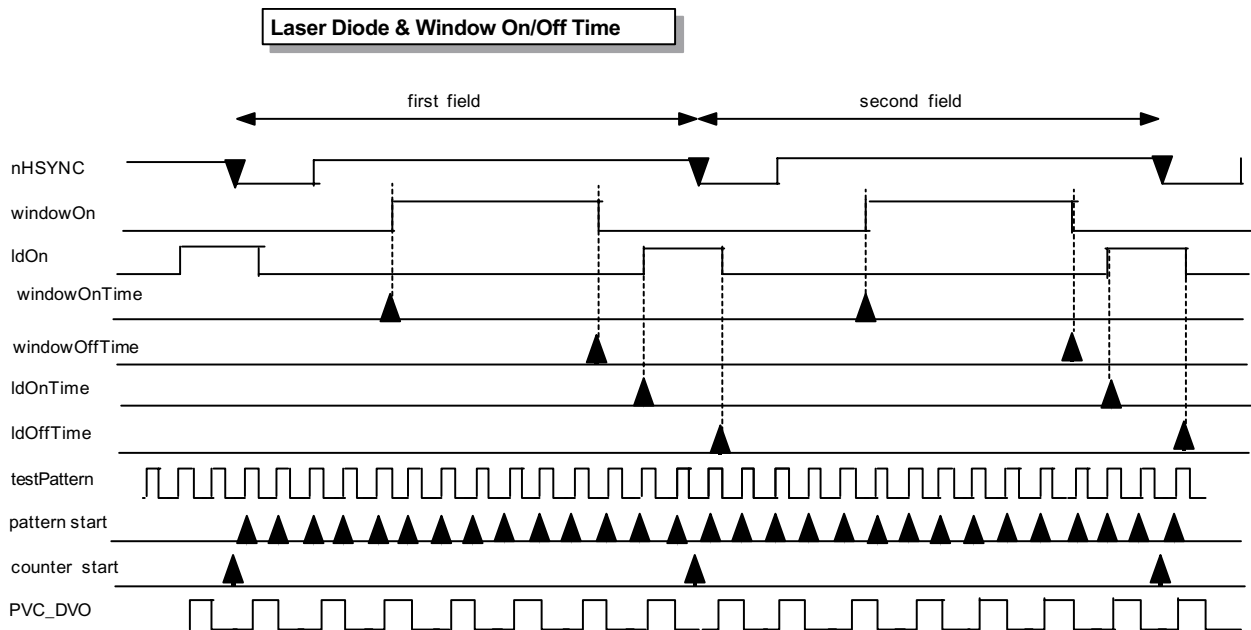 Laser Diode & Window On/Off Time
first field
second field
nHSYNC
windowOn
ldOn
windowOnTime
windowOffTime
ldOnTime
ldOffTime
testPattern
pattern start
counter start
PVC_DVO